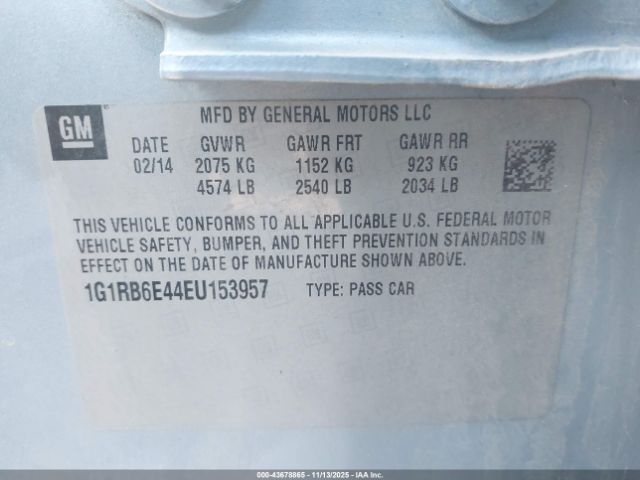 GM
MFD BY GENERAL MOTORS LLC
DATE GVWR GAWR FRT GAWR RR
02/14 2075 KG 1152 KG 923 KG
4574 LB 2540 LB 2034 LB
THIS VEHICLE CONFORMS TO ALL APPLICABLE U.S. FEDERAL MOTOR
VEHICLE SAFETY, BUMPER, AND THEFT PREVENTION STANDARDS IN
EFFECT ON THE DATE OF MANUFACTURE SHOWN ABOVE.
1G1RB6E44EU153957 TYPE: PASS CAR
000-43678865 - 11/13/2025 - IAAI.com